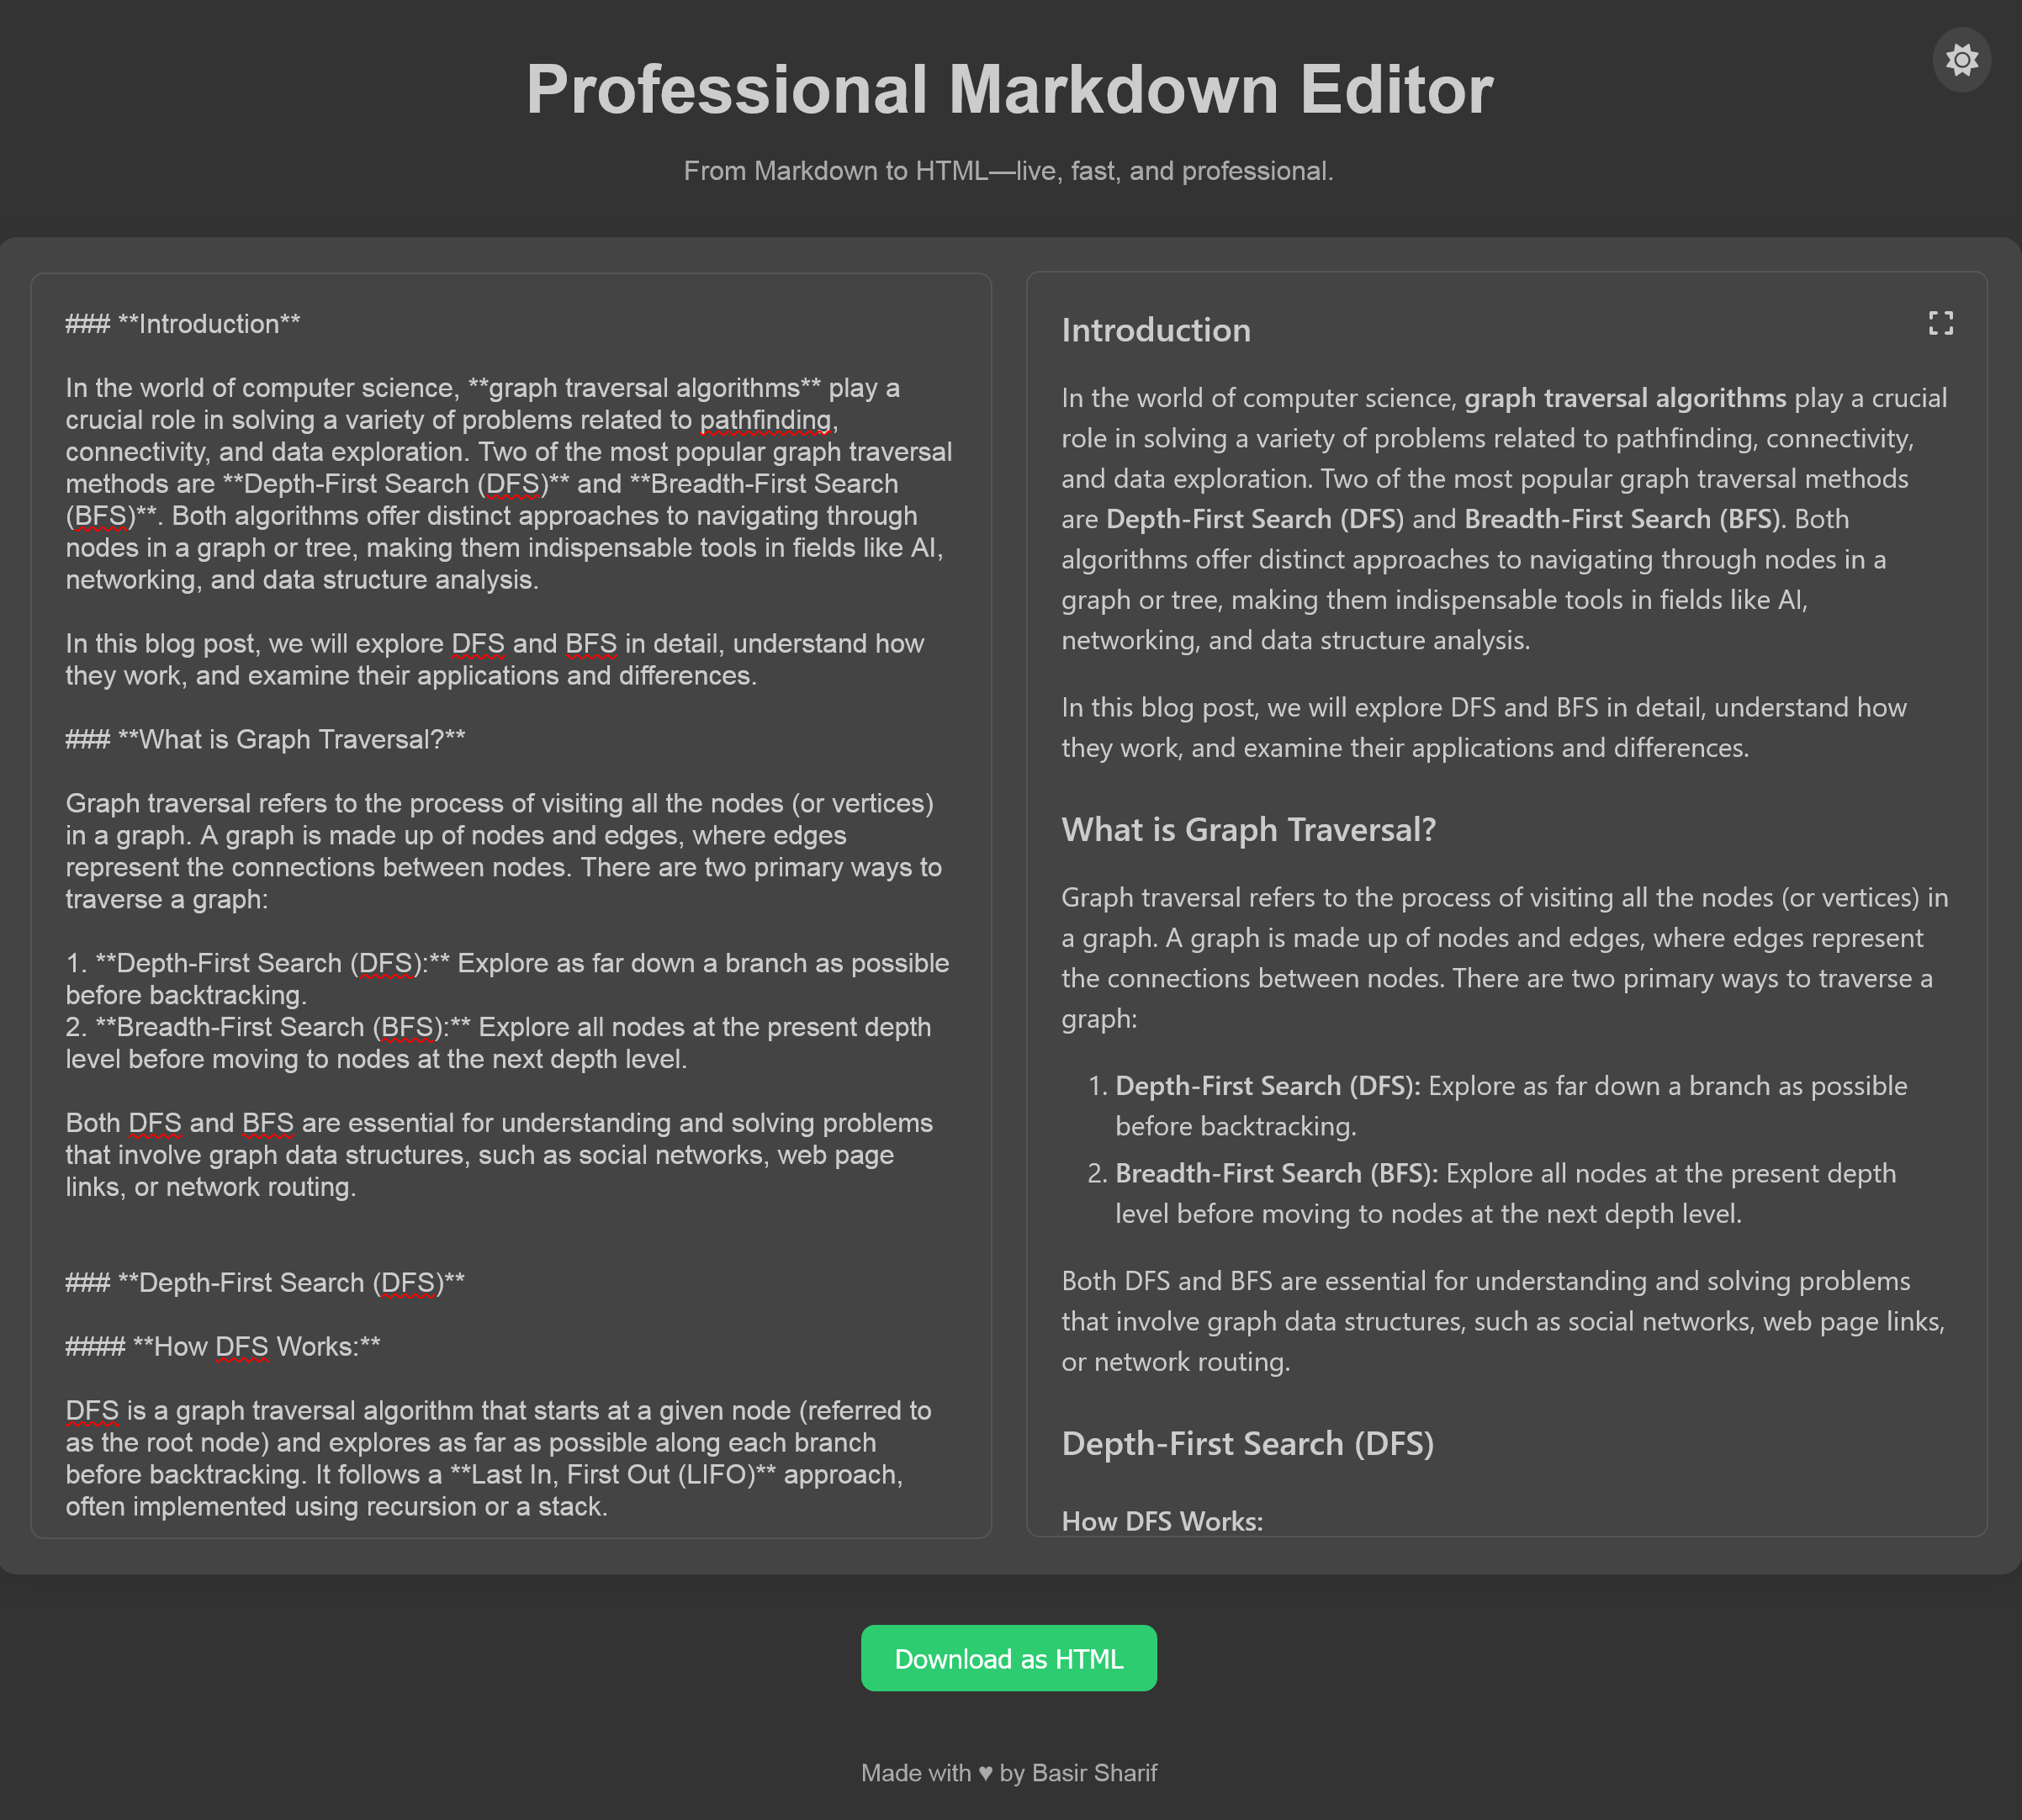 Professional Markdown Editor
From Markdown to HTML—live, fast, and professional.
### **Introduction**
In the world of computer science, **graph traversal algorithms** play a
crucial role in solving a variety of problems related to pathfinding,
connectivity, and data exploration. Two of the most popular graph traversal
methods are **Depth-First Search (DFS)** and **Breadth-First Search
(BFS)**. Both algorithms offer distinct approaches to navigating through
nodes in a graph or tree, making them indispensable tools in fields like AI,
networking, and data structure analysis.
In this blog post, we will explore DFS and BFS in detail, understand how
they work, and examine their applications and differences.
### **What is Graph Traversal?**
Graph traversal refers to the process of visiting all the nodes (or vertices)
in a graph. A graph is made up of nodes and edges, where edges
represent the connections between nodes. There are two primary ways to
traverse a graph:
1. **Depth-First Search (DFS):** Explore as far down a branch as possible
before backtracking.
2. **Breadth-First Search (BFS):** Explore all nodes at the present depth
level before moving to nodes at the next depth level.
Both DFS and BFS are essential for understanding and solving problems
that involve graph data structures, such as social networks, web page
links, or network routing.
### **Depth-First Search (DFS)**
#### **How DFS Works:**
DFS is a graph traversal algorithm that starts at a given node (referred to
as the root node) and explores as far as possible along each branch
before backtracking. It follows a **Last In, First Out (LIFO)** approach,
often implemented using recursion or a stack.
Introduction
In the world of computer science, graph traversal algorithms play a crucial
role in solving a variety of problems related to pathfinding, connectivity,
and data exploration. Two of the most popular graph traversal methods
are Depth-First Search (DFS) and Breadth-First Search (BFS). Both
algorithms offer distinct approaches to navigating through nodes in a
graph or tree, making them indispensable tools in fields like AI,
networking, and data structure analysis.
In this blog post, we will explore DFS and BFS in detail, understand how
they work, and examine their applications and differences.
What is Graph Traversal?
Graph traversal refers to the process of visiting all the nodes (or vertices) in
a graph. A graph is made up of nodes and edges, where edges represent
the connections between nodes. There are two primary ways to traverse a
graph:
1. Depth-First Search (DFS): Explore as far down a branch as possible
before backtracking.
2. Breadth-First Search (BFS): Explore all nodes at the present depth
level before moving to nodes at the next depth level.
Both DFS and BFS are essential for understanding and solving problems
that involve graph data structures, such as social networks, web page links,
or network routing.
Depth-First Search (DFS)
How DFS Works:
Download as HTML
Made with ♥ by Basir Sharif